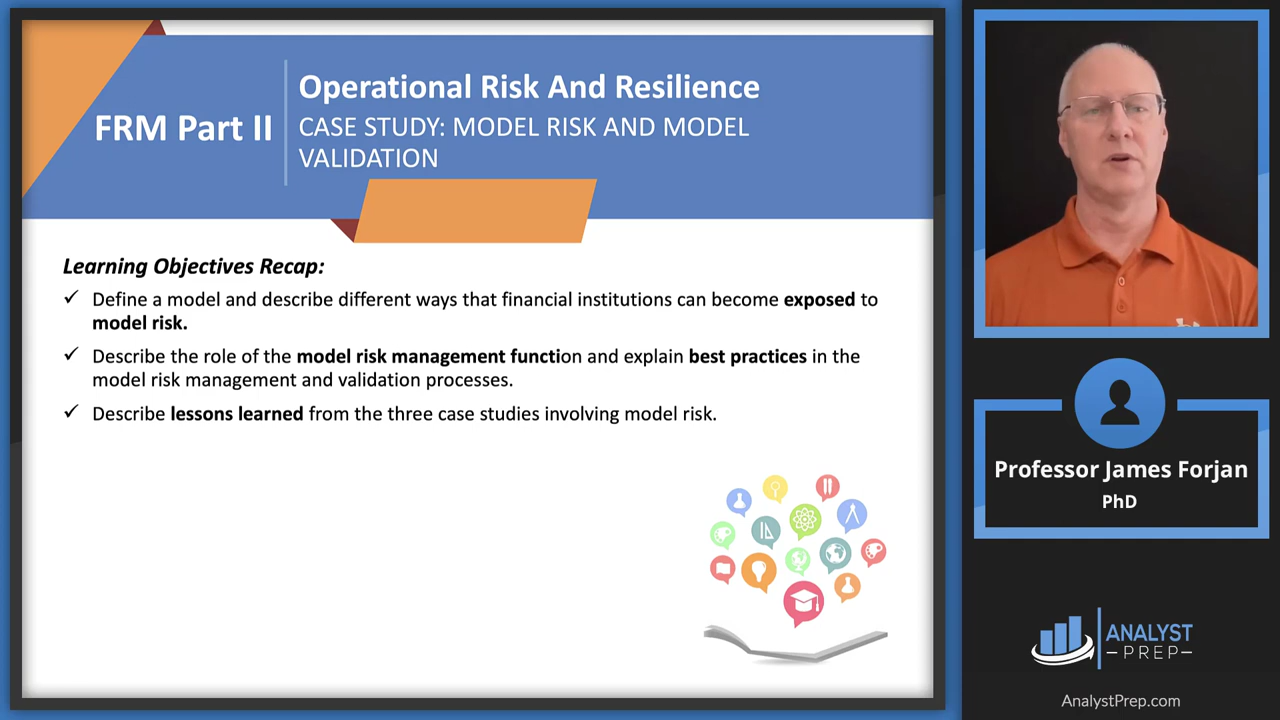 FRM Part II
Operational Risk And Resilience
CASE STUDY: MODEL RISK AND MODEL
VALIDATION
Learning Objectives Recap:
✓ Define a model and describe different ways that financial institutions can become exposed to
model risk.
✓ Describe the role of the model risk management function and explain best practices in the
model risk management and validation processes.
✓ Describe lessons learned from the three case studies involving model risk.
Professor James Forjan
PhD
ANALYST
PREP
AnalystPrep.com